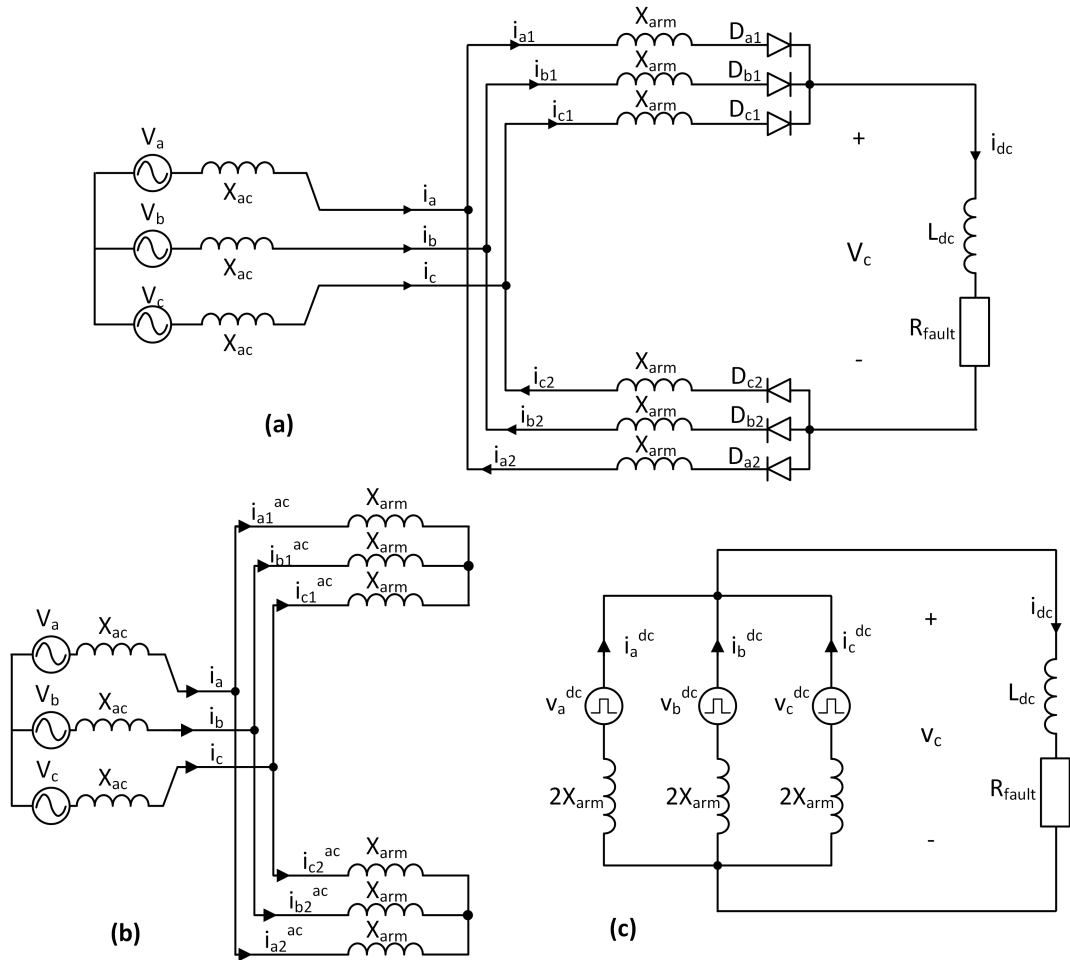 X_arm
i_a1
D_a1
X_arm
i_b1
D_b1
X_arm
i_c1
D_c1
+
i_dc
V_a
X_ac
i_a
V_b
X_ac
i_b
L_dc
V_c
V_c
X_ac
i_c
R_fault
-
X_arm
i_c2
D_c2
X_arm
i_b2
D_b2
X_arm
i_a2
D_a2
(a)
i_a1^ac
X_arm
i_b1^ac
X_arm
i_c1^ac
X_arm
V_a
X_ac
i_a
V_b
X_ac
i_b
V_c
X_ac
i_c
X_arm
i_c2^ac
X_arm
i_b2^ac
X_arm
i_a2^ac
(b)
i_a^dc
i_b^dc
i_c^dc
+
i_dc
v_a^dc
v_b^dc
v_c^dc
L_dc
v_c
2X_arm
2X_arm
2X_arm
R_fault
-
(c)